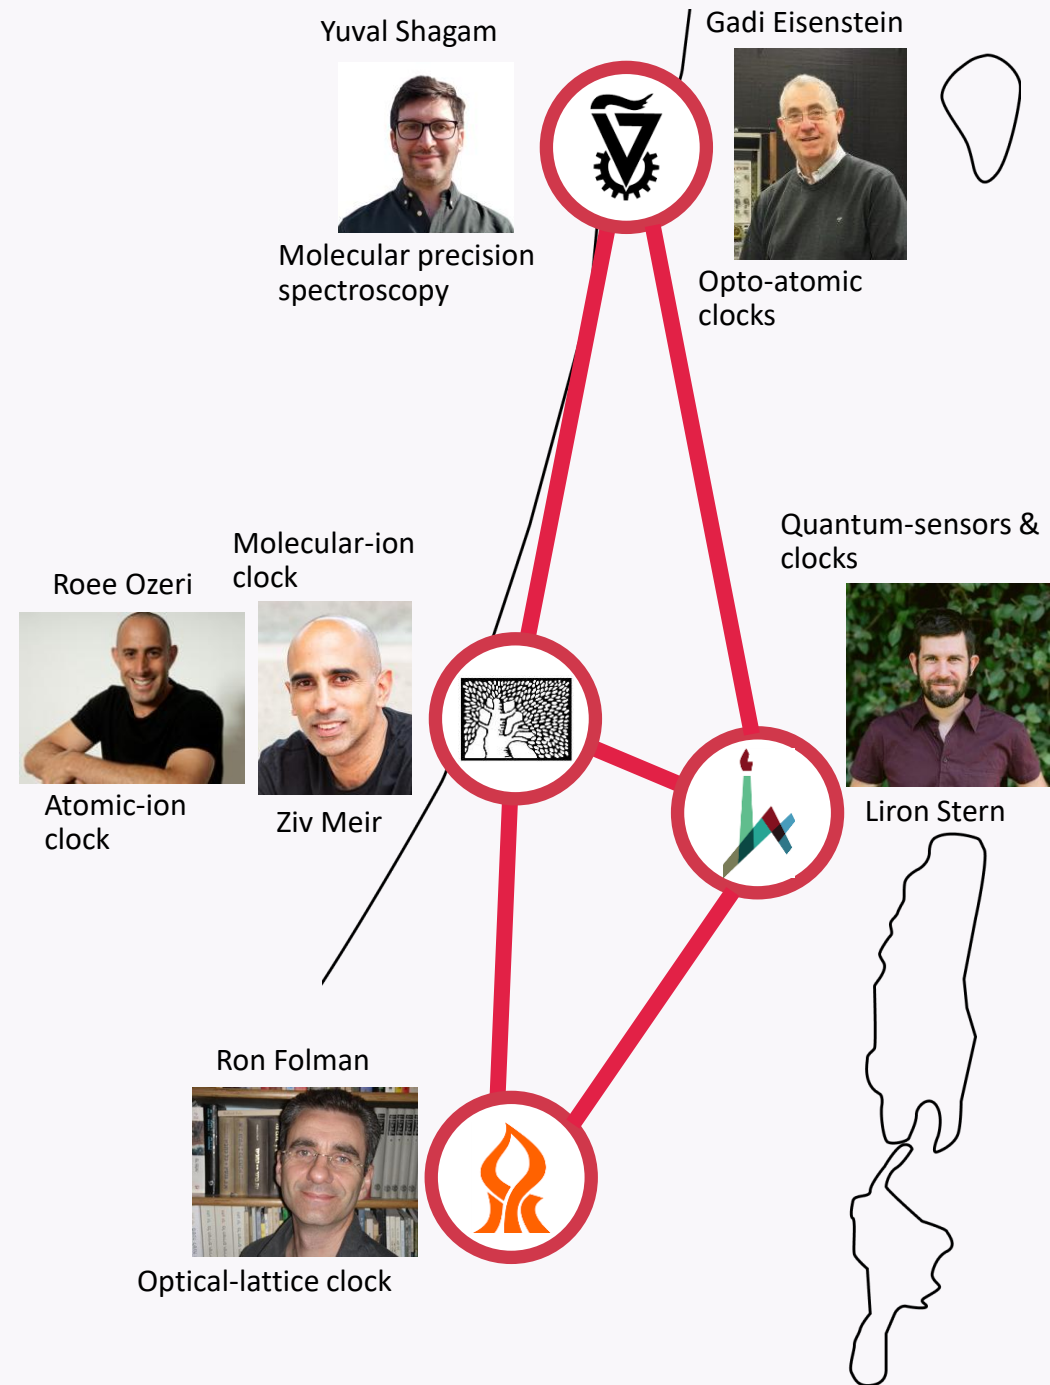 Yuval Shagam
Gadi Eisenstein
Molecular precision
spectroscopy
Opto-atomic
clocks
Quantum-sensors &
clocks
Molecular-ion
clock
Roee Ozeri
Atomic-ion
clock
Ziv Meir
Liron Stern
Ron Folman
Optical-lattice clock